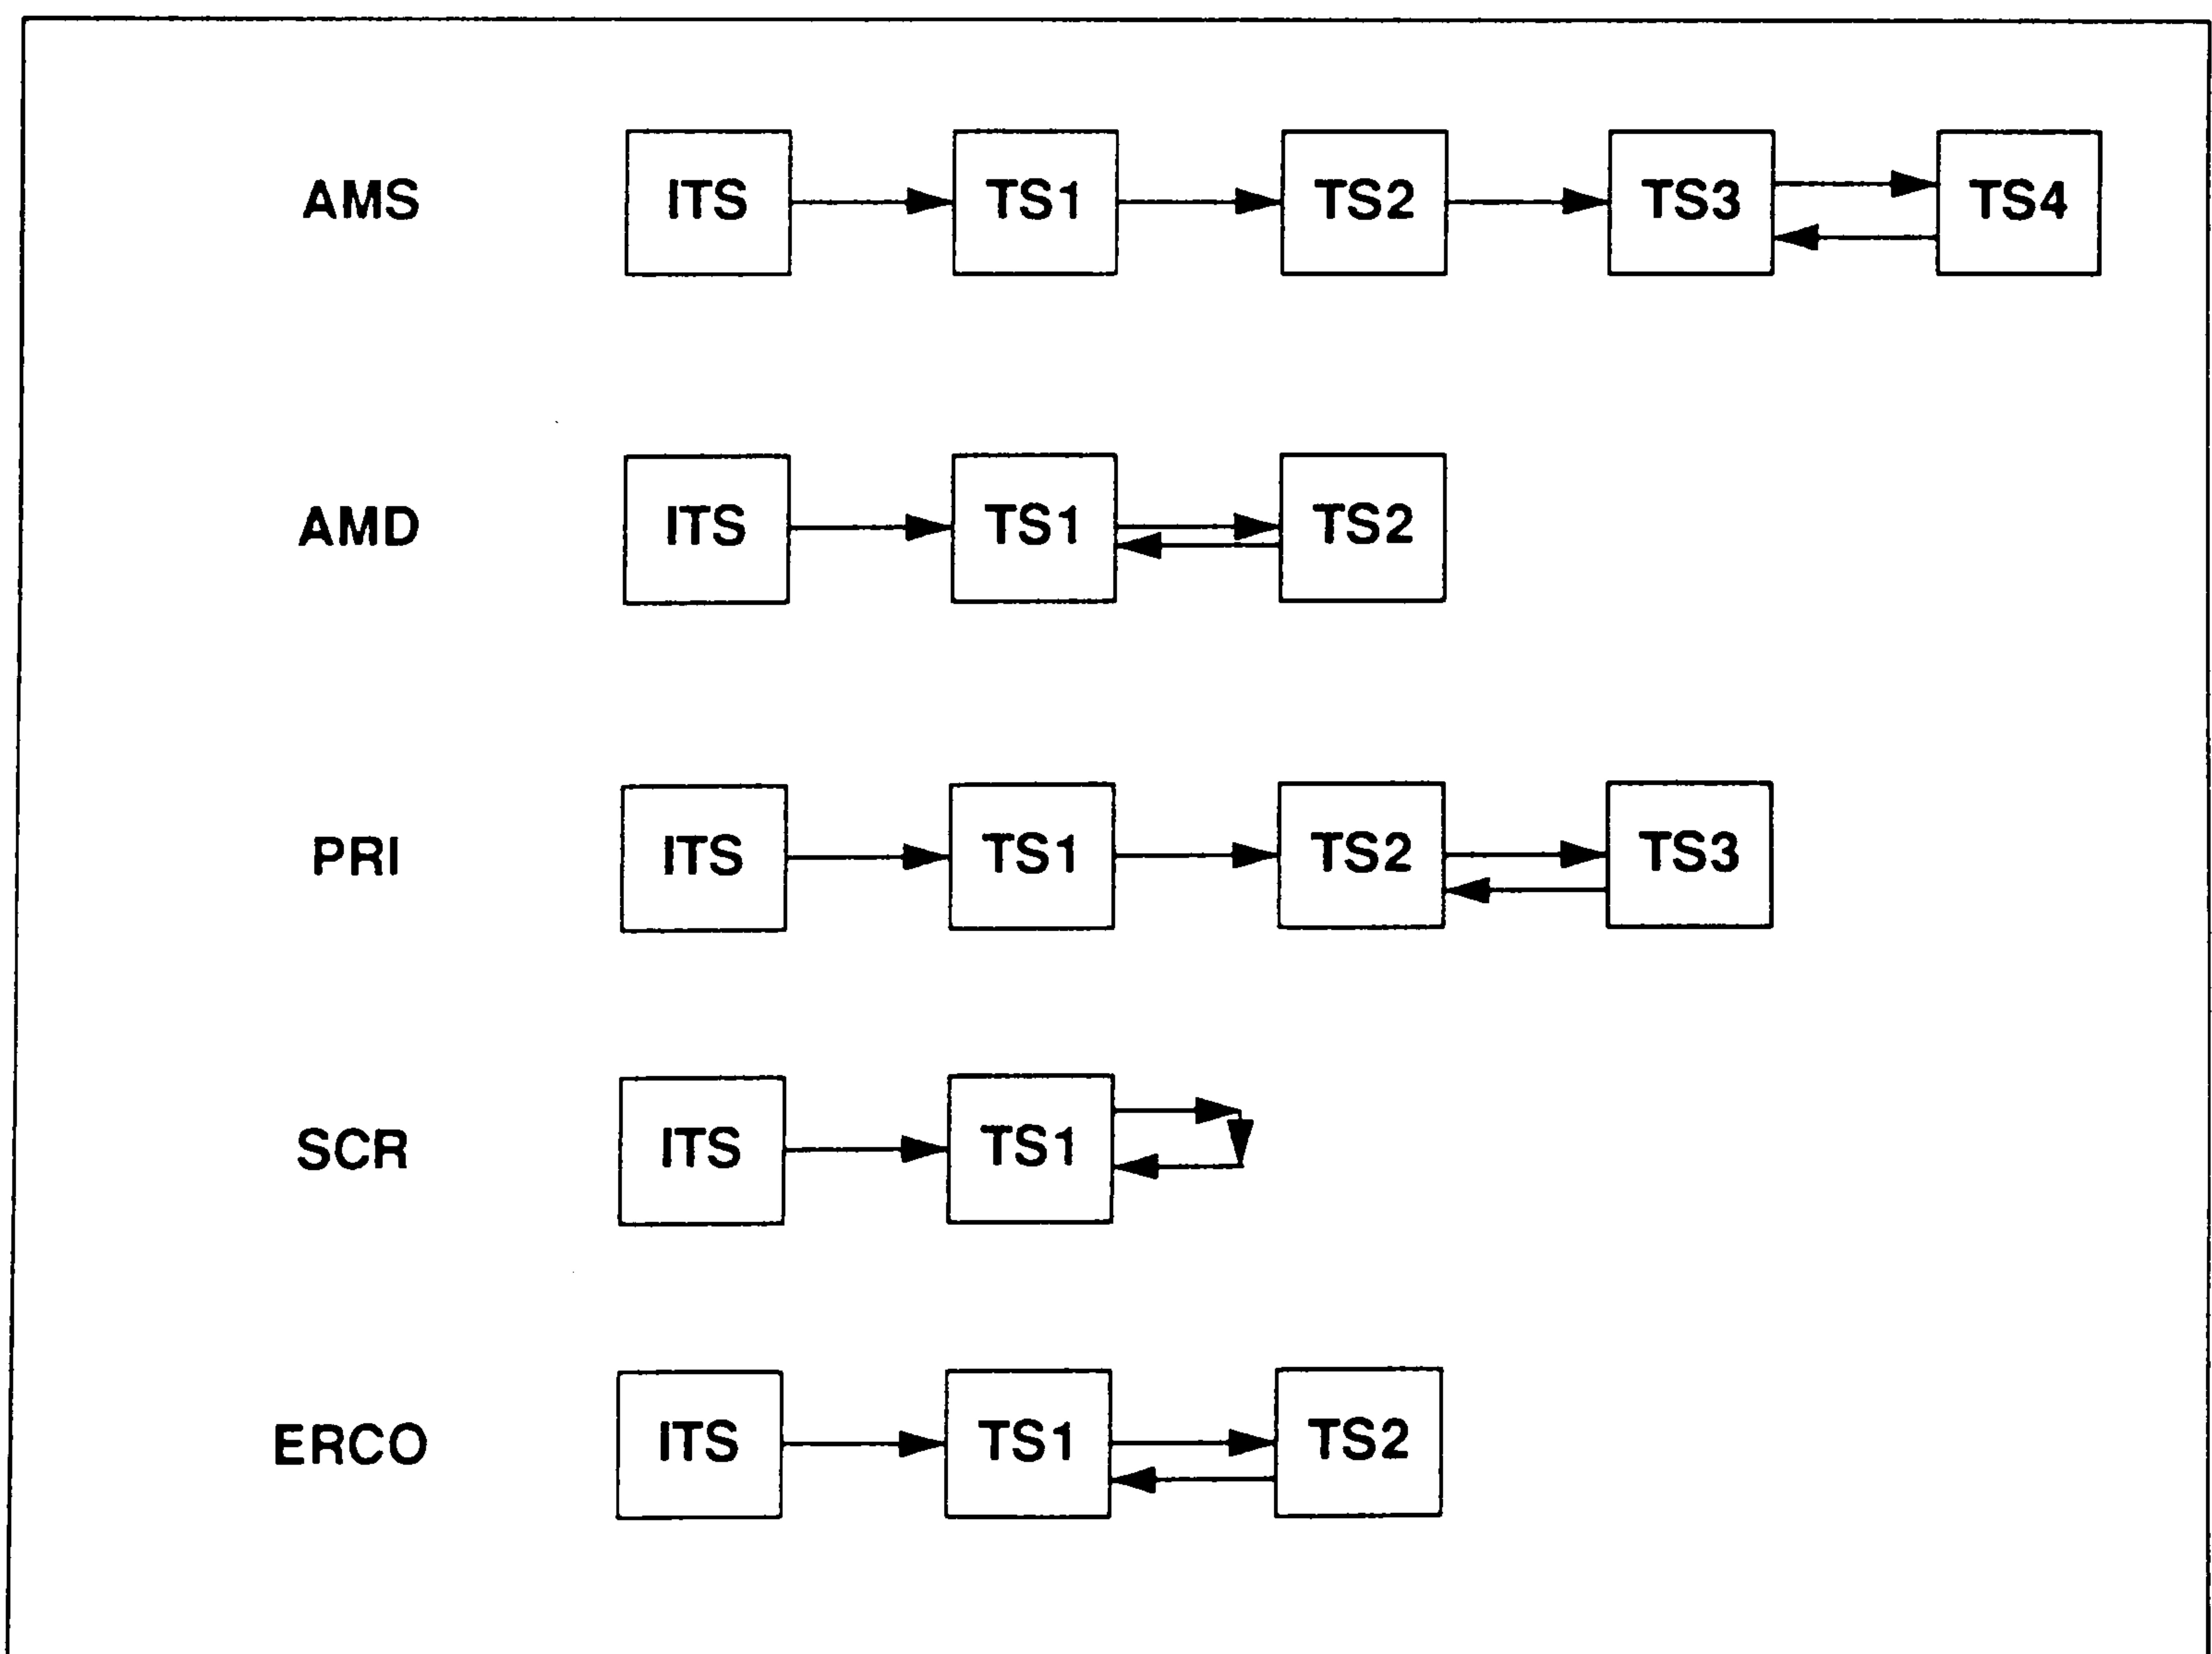 AMS ITS TS1 TS2 TS3 TS4
AMD ITS TS1 TS2
PRI ITS TS1 TS2 TS3
SCR ITS TS1
ERCO ITS TS1 TS2